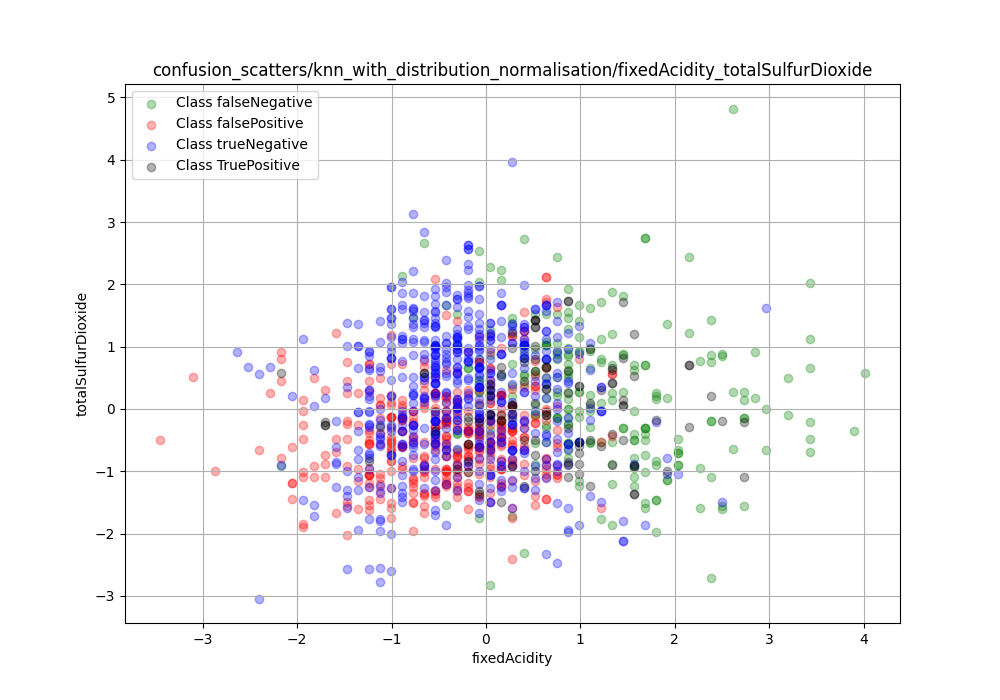 confusion_scatters/knn_with_distribution_normalisation/fixedAcidity_totalSulfurDioxide
Class falseNegative
Class falsePositive
Class trueNegative
Class TruePositive
5
4
3
2
1
0
−1
−2
−3
totalSulfurDioxide
−3
−2
−1
0
1
2
3
4
fixedAcidity